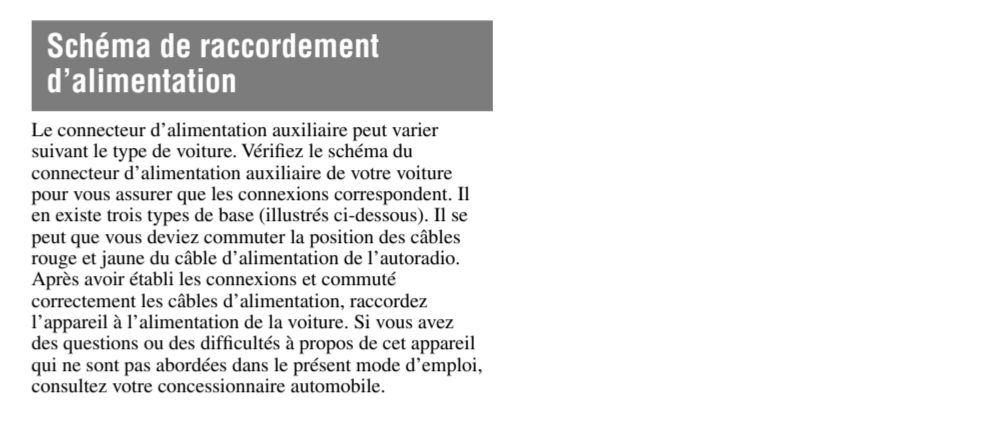 Schéma de raccordement
d’alimentation
Le connecteur d’alimentation auxiliaire peut varier
suivant le type de voiture. Vérifiez le schéma du
connecteur d’alimentation auxiliaire de votre voiture
pour vous assurer que les connexions correspondent. Il
en existe trois types de base (illustrés ci-dessous). Il se
peut que vous deviez commuter la position des câbles
rouge et jaune du câble d’alimentation de l’autoradio.
Après avoir établi les connexions et commuté
correctement les câbles d’alimentation, raccordez
l’appareil à l’alimentation de la voiture. Si vous avez
des questions ou des difficultés à propos de cet appareil
qui ne sont pas abordées dans le présent mode d’emploi,
consultez votre concessionnaire automobile.